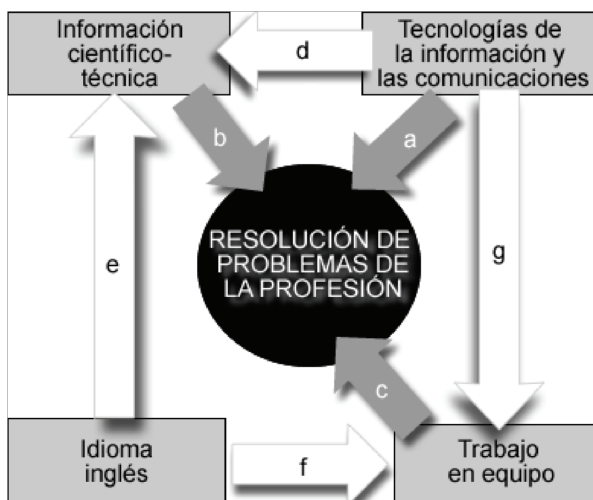 Información
científico-
técnica
d
Tecnologías de
la información y
las comunicaciones
b
a
RESOLUCIÓN DE
PROBLEMAS DE
LA PROFESIÓN
e
g
c
Idioma
inglés
f
Trabajo
en equipo